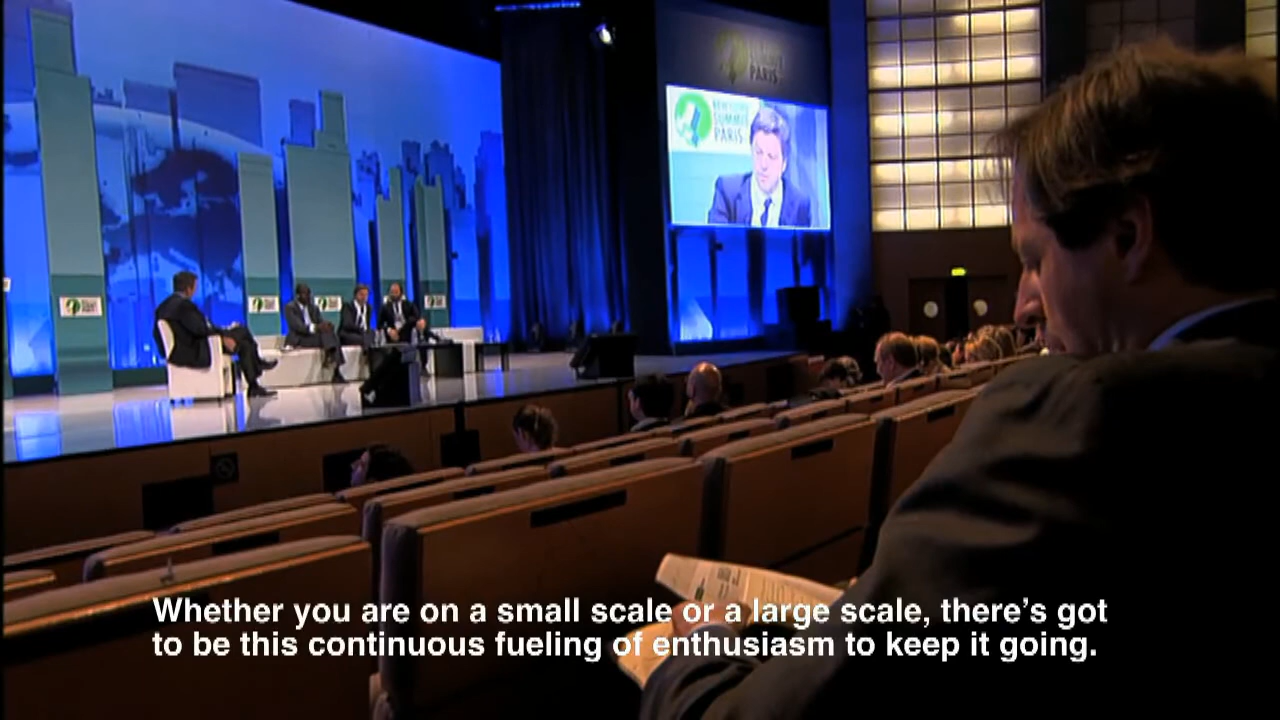 PARIS
SUMMIT
PARIS
Whether you are on a small scale or a large scale, there's got
to be this continuous fueling of enthusiasm to keep it going.